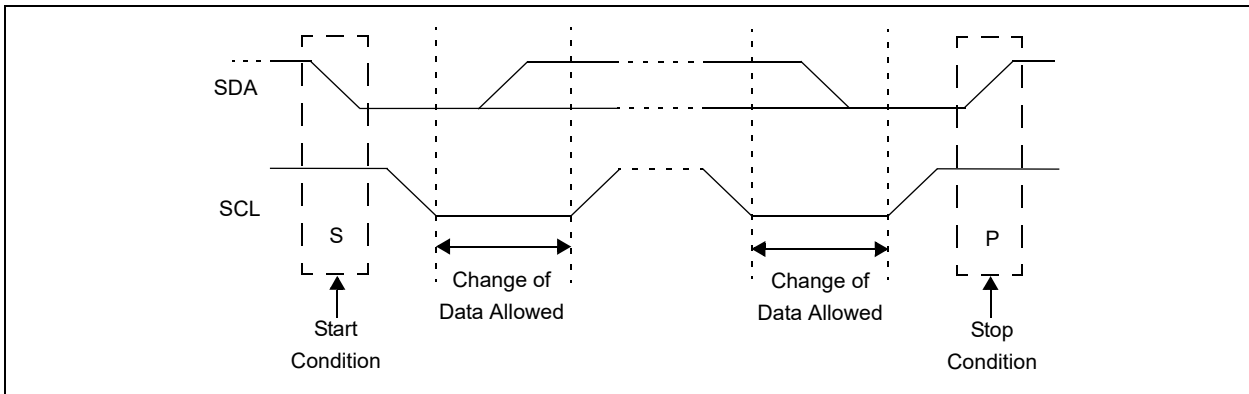 SDA
SCL
S
P
Change of
Data Allowed
Change of
Data Allowed
Start
Condition
Stop
Condition